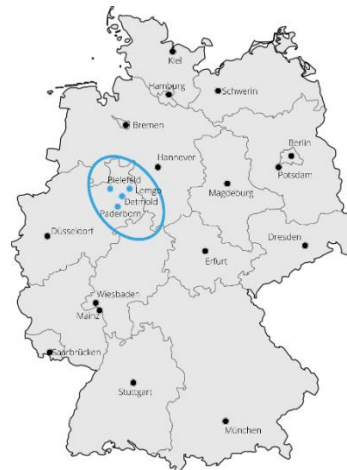 Kiel
Hamburg
Schwerin
Bremen
Berlin
Hannover
Potsdam
Bielefeld
Lemgo
Magdeburg
Detmold
Paderborn
Düsseldorf
Dresden
Erfurt
Wiesbaden
Mainz
Saarbrücken
Stuttgart
München